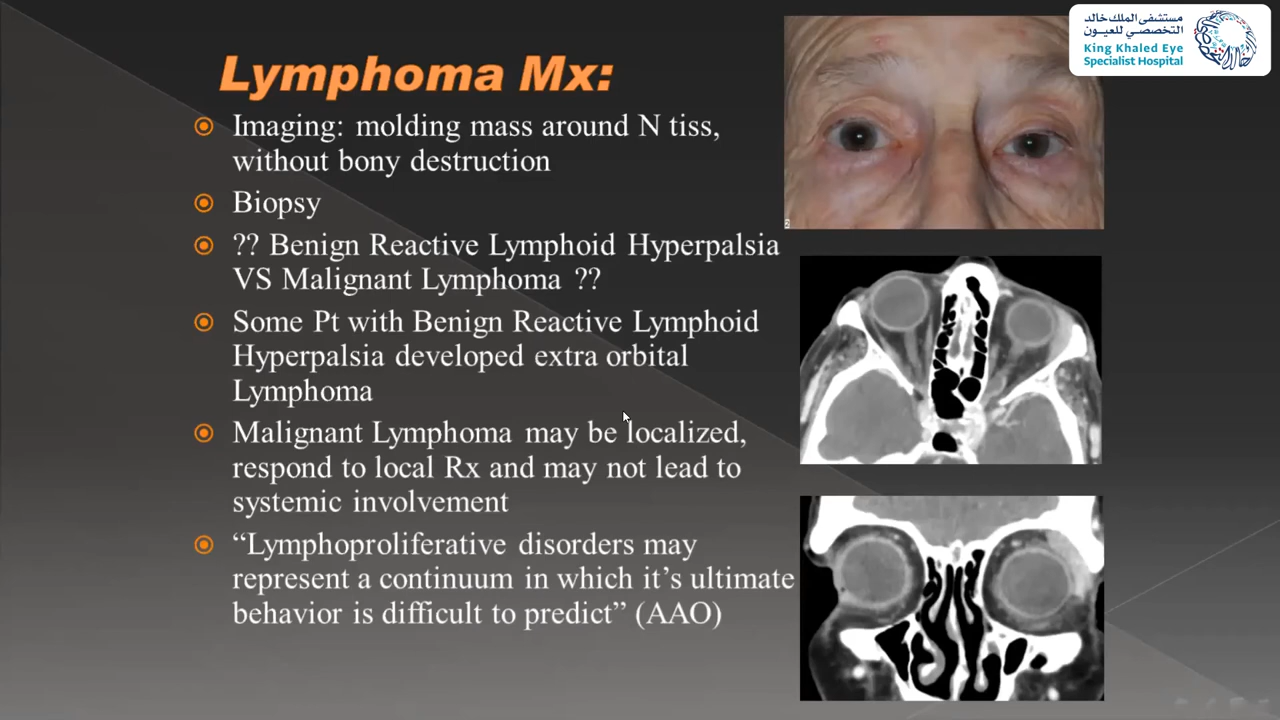 مستشفى الملك خالد
التخصصي للعيون
King Khaled Eye
Specialist Hospital
Lymphoma Mx:
Imaging: molding mass around N tiss,
without bony destruction
Biopsy
?? Benign Reactive Lymphoid Hyperpalsia
VS Malignant Lymphoma ??
Some Pt with Benign Reactive Lymphoid
Hyperpalsia developed extra orbital
Lymphoma
Malignant Lymphoma may be localized,
respond to local Rx and may not lead to
systemic involvement
“Lymphoproliferative disorders may
represent a continuum in which it’s ultimate
behavior is difficult to predict” (AAO)
2